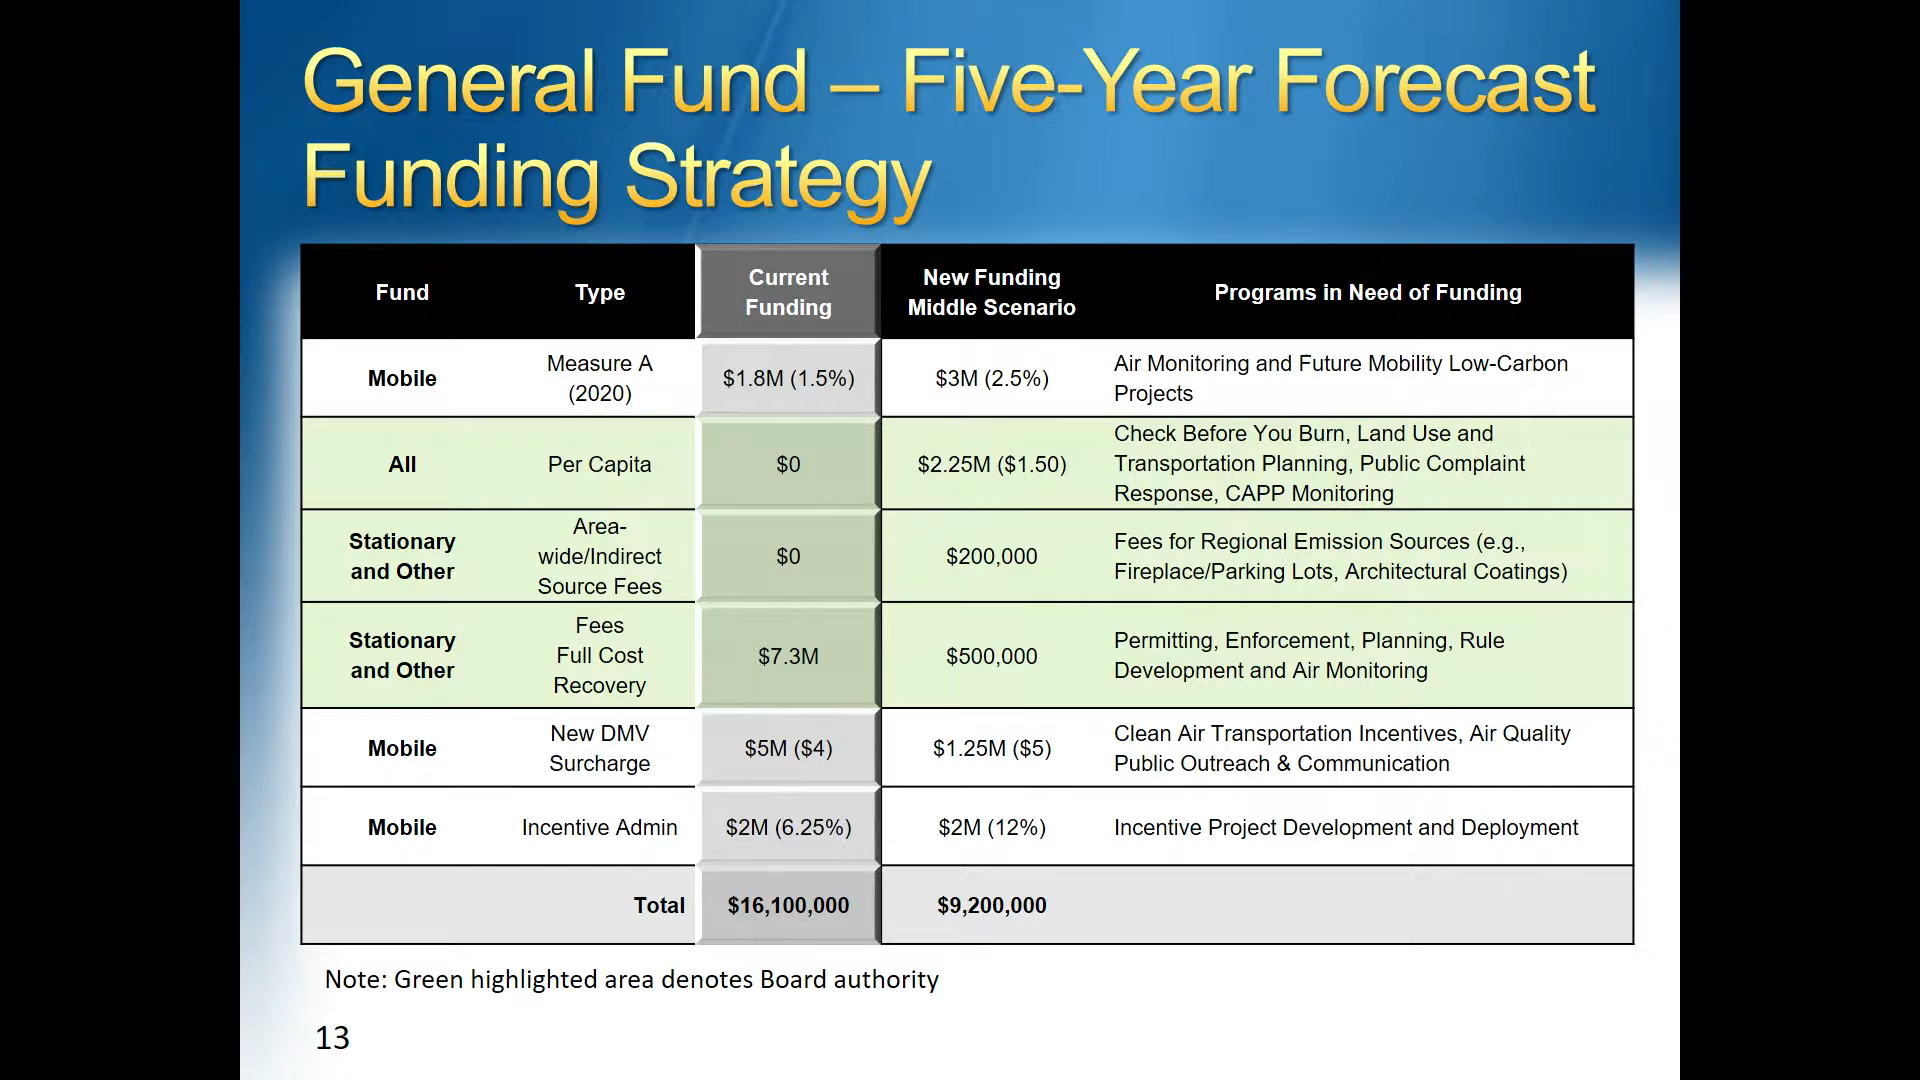 General Fund – Five-Year Forecast
Funding Strategy
Fund
Type
Current
Funding
New Funding
Middle Scenario
Programs in Need of Funding
Mobile
Measure A
(2020)
$1.8M (1.5%)
$3M (2.5%)
Air Monitoring and Future Mobility Low-Carbon
Projects
All
Per Capita
$0
$2.25M ($1.50)
Check Before You Burn, Land Use and
Transportation Planning, Public Complaint
Response, CAPP Monitoring
Stationary
and Other
Area-
wide/Indirect
Source Fees
$0
$200,000
Fees for Regional Emission Sources (e.g.,
Fireplace/Parking Lots, Architectural Coatings)
Stationary
and Other
Fees
Full Cost
Recovery
$7.3M
$500,000
Permitting, Enforcement, Planning, Rule
Development and Air Monitoring
Mobile
New DMV
Surcharge
$5M ($4)
$1.25M ($5)
Clean Air Transportation Incentives, Air Quality
Public Outreach & Communication
Mobile
Incentive Admin
$2M (6.25%)
$2M (12%)
Incentive Project Development and Deployment
Total
$16,100,000
$9,200,000
Note: Green highlighted area denotes Board authority
13